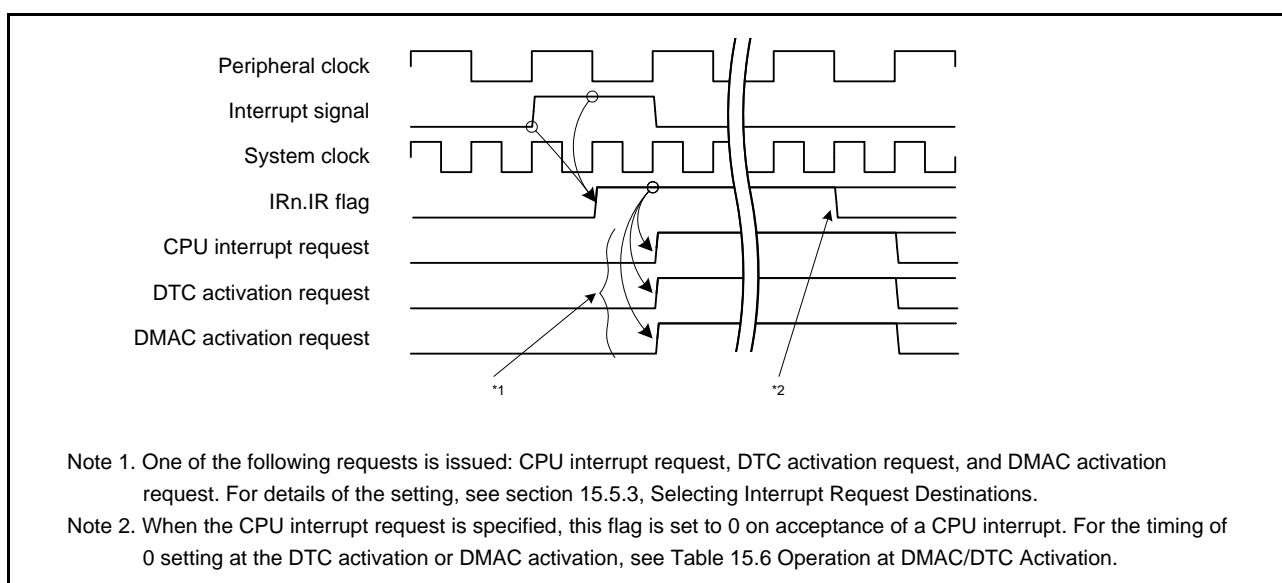 Peripheral clock
Interrupt signal
System clock
IRn.IR flag
CPU interrupt request
DTC activation request
DMAC activation request
*1
*2
Note 1. One of the following requests is issued: CPU interrupt request, DTC activation request, and DMAC activation
request. For details of the setting, see section 15.5.3, Selecting Interrupt Request Destinations.
Note 2. When the CPU interrupt request is specified, this flag is set to 0 on acceptance of a CPU interrupt. For the timing of
0 setting at the DTC activation or DMAC activation, see Table 15.6 Operation at DMAC/DTC Activation.